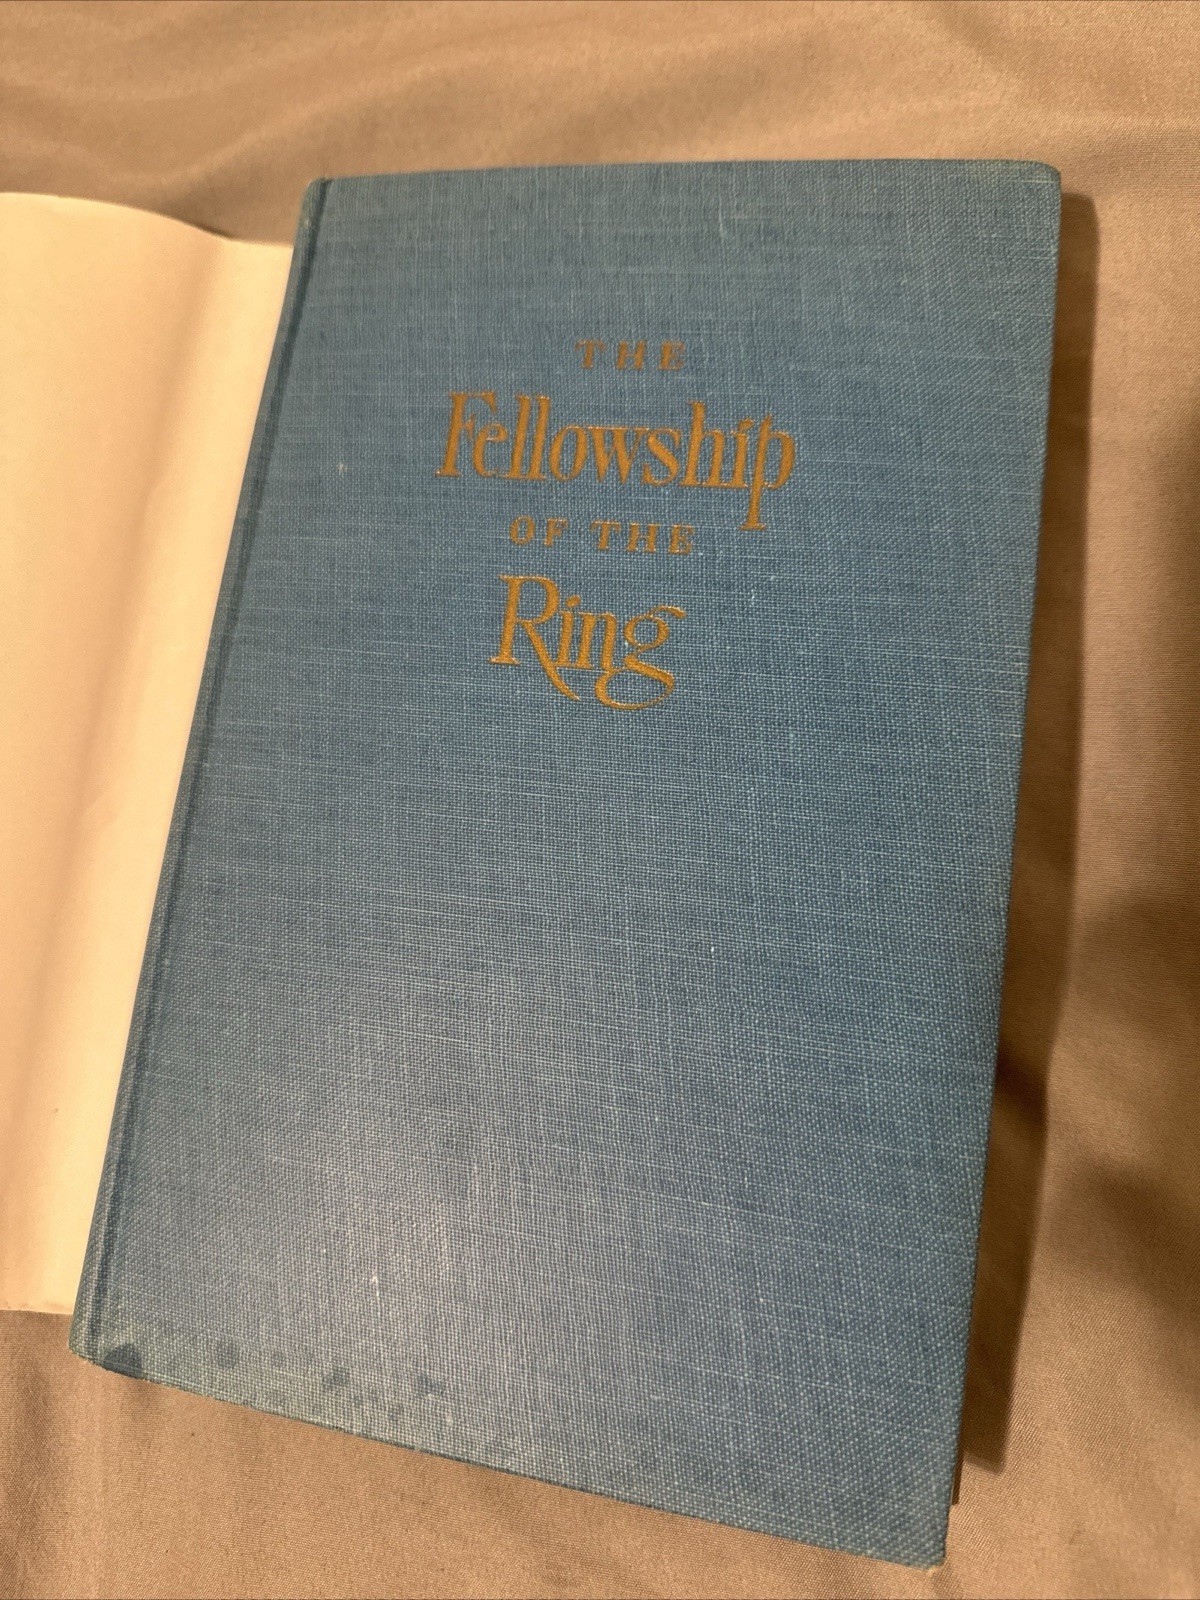 THE
Fellowship
OF THE
Ring